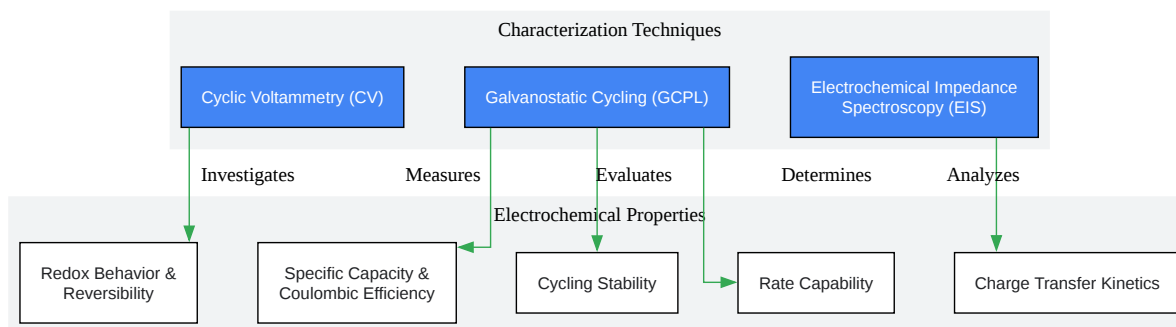 Characterization Techniques
Cyclic Voltammetry (CV)
Galvanostatic Cycling (GCPL)
Electrochemical Impedance
Spectroscopy (EIS)
Investigates
Measures
Evaluates
Determines
Analyzes
Electrochemical Properties
Redox Behavior &
Reversibility
Specific Capacity &
Coulombic Efficiency
Cycling Stability
Rate Capability
Charge Transfer Kinetics